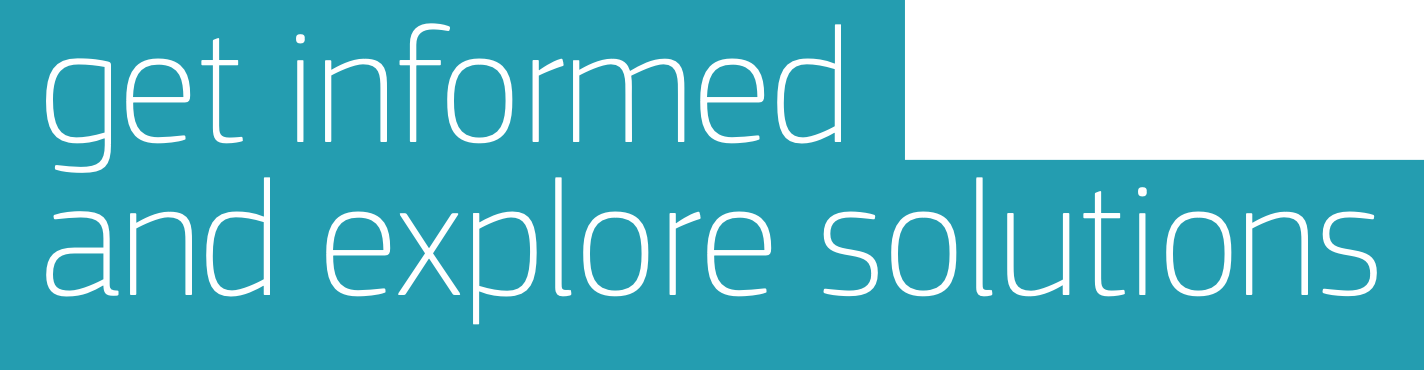 get informed
and explore solutions